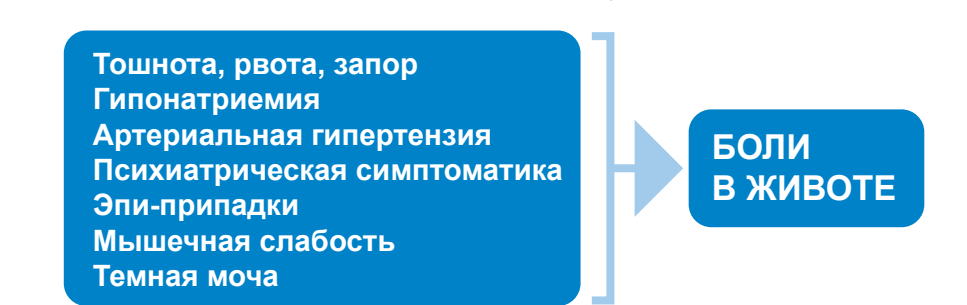 Тошнота, рвота, запор
Гипонатриемия
Артериальная гипертензия
Психиатрическая симптоматика
Эпи-припадки
Мышечная слабость
Темная моча
БОЛИ
В ЖИВОТЕ